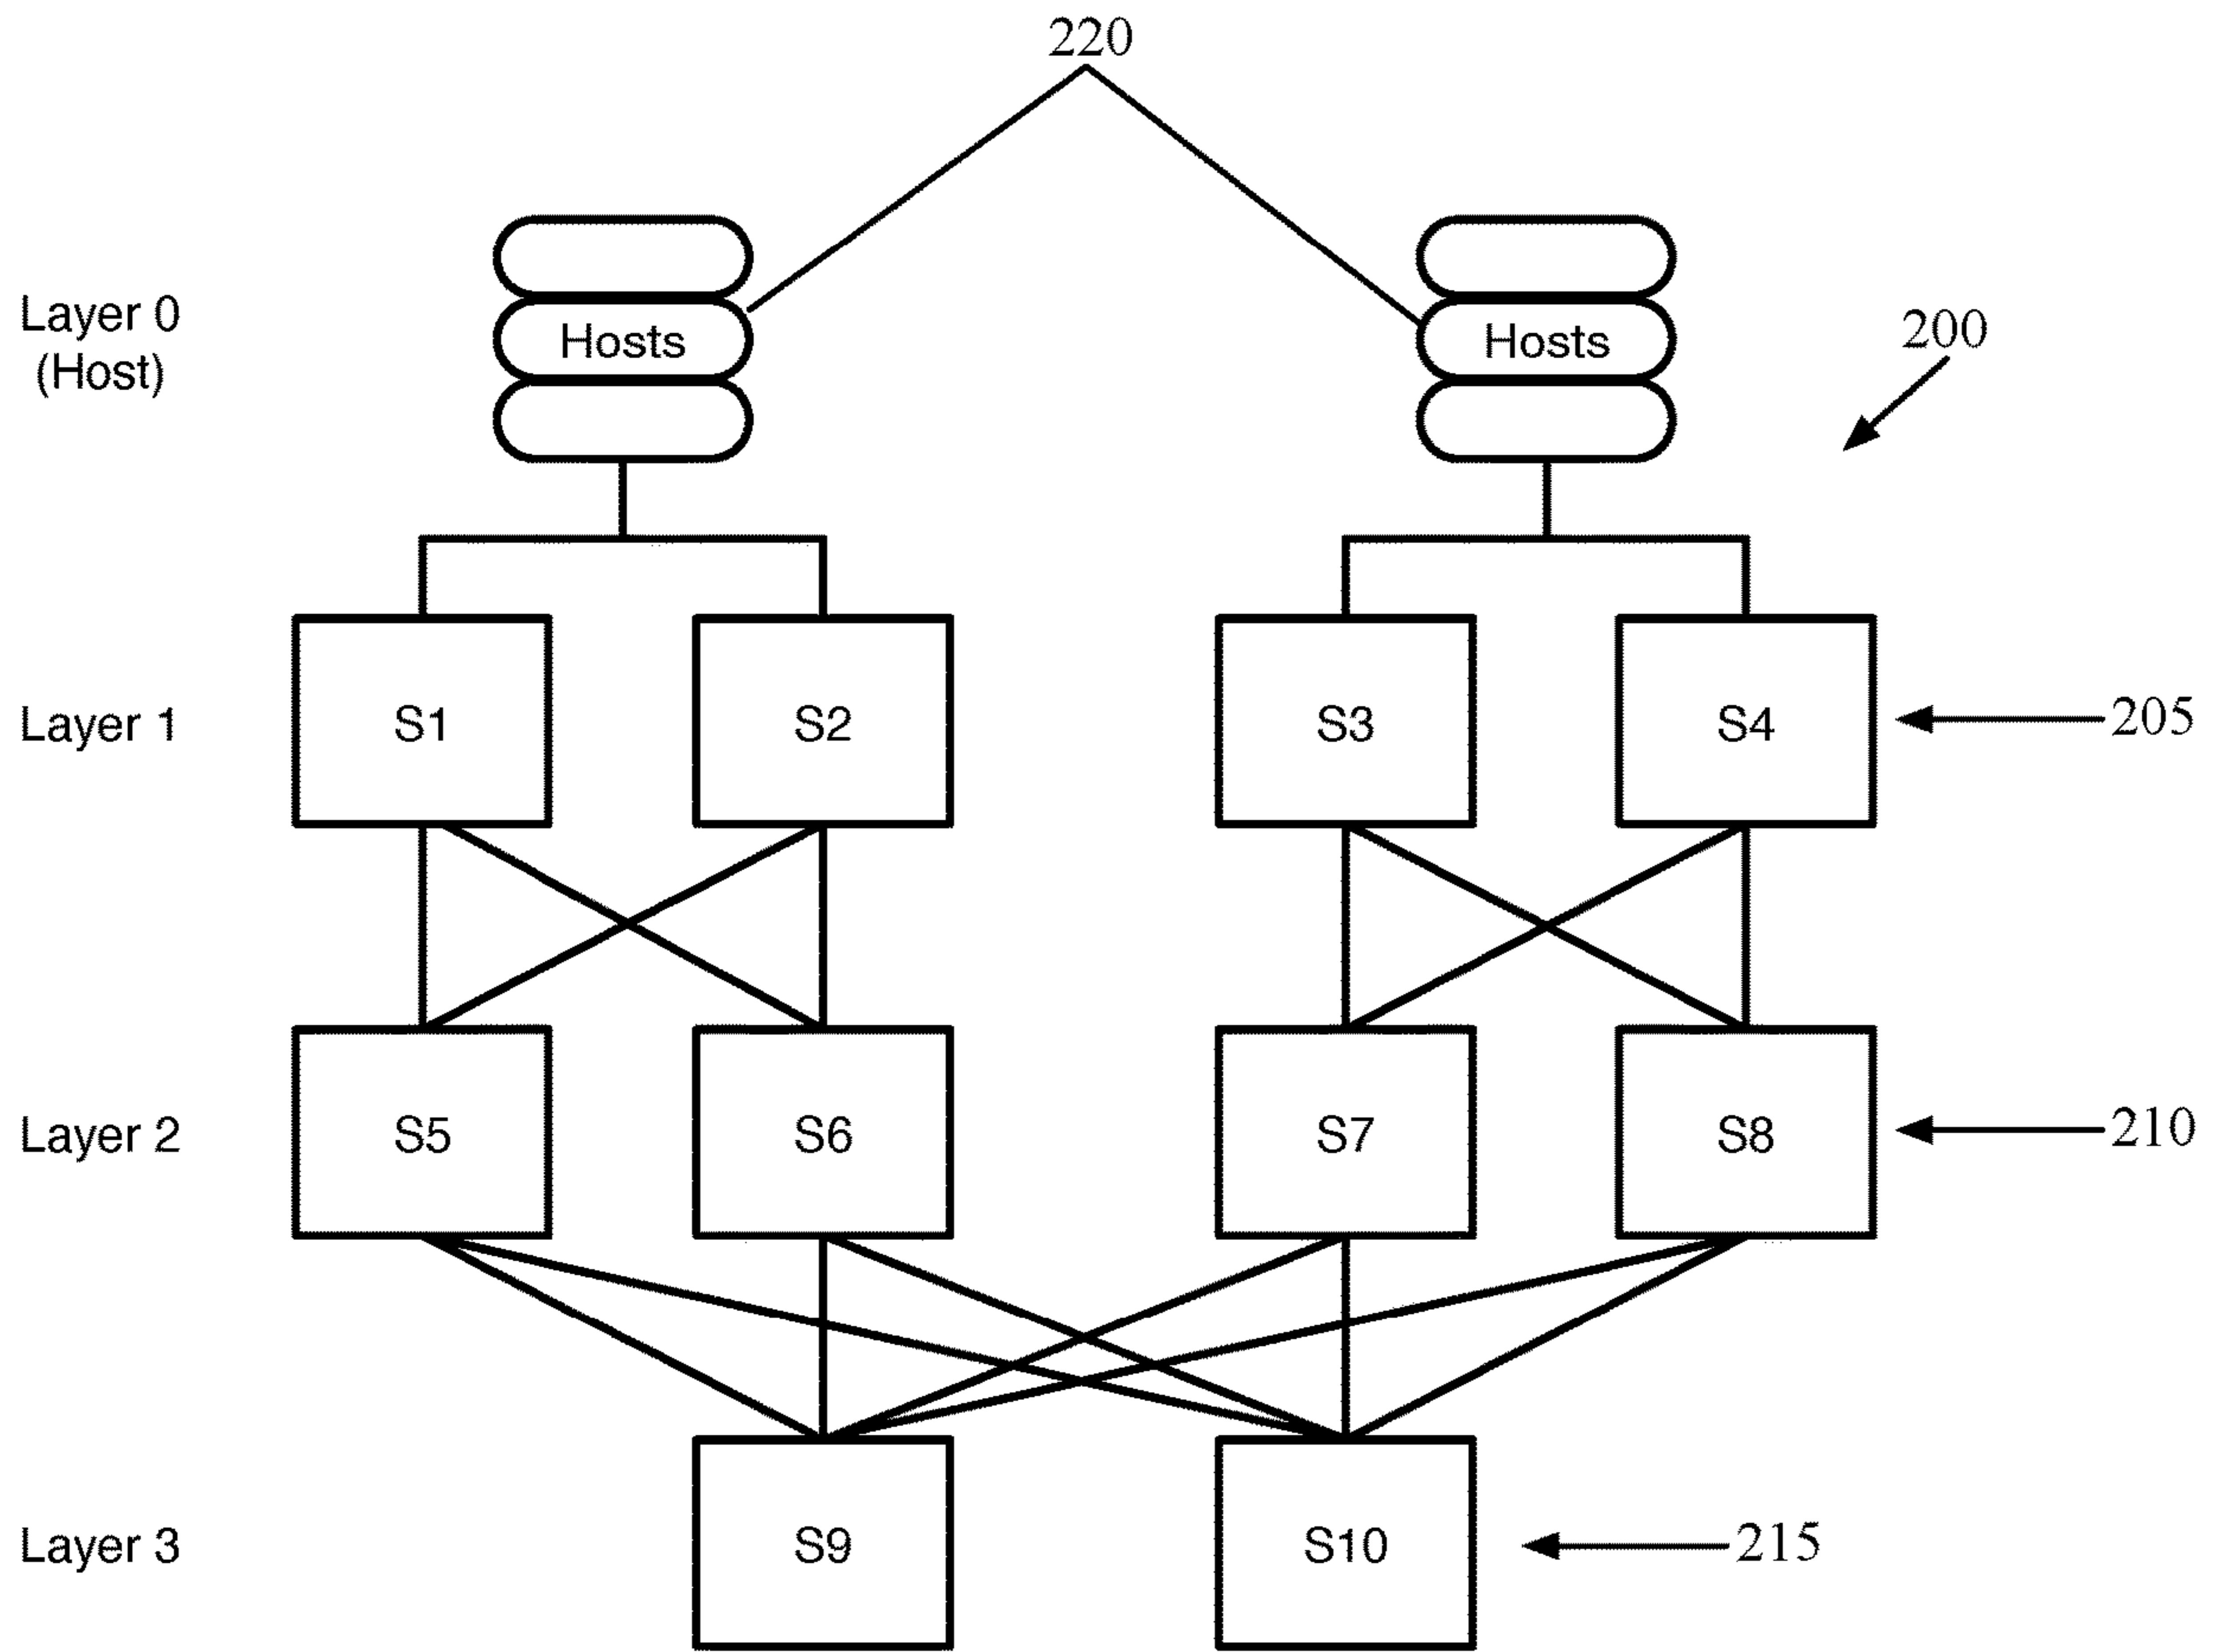 220
Layer 0
(Host)
Hosts
Hosts
200
Layer 1
S1
S2
S3
S4
205
Layer 2
S5
S6
S7
S8
210
Layer 3
S9
S10
215